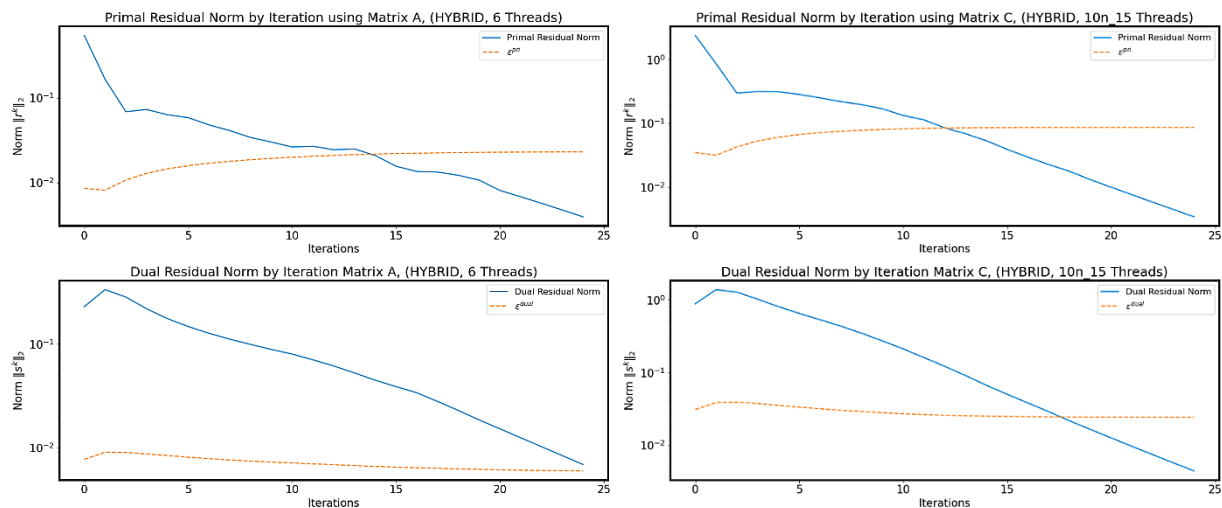 Primal Residual Norm by Iteration using Matrix A, (HYBRID, 6 Threads)
Primal Residual Norm
ε^pri
10⁻¹
10⁻²
Norm ‖r^k‖₂
0 5 10 15 20 25
Iterations
Primal Residual Norm by Iteration using Matrix C, (HYBRID, 10n_15 Threads)
Primal Residual Norm
ε^pri
10⁰
10⁻¹
10⁻²
Norm ‖r^k‖₂
0 5 10 15 20 25
Iterations
Dual Residual Norm by Iteration Matrix A, (HYBRID, 6 Threads)
Dual Residual Norm
ε^dual
10⁻¹
10⁻²
Norm ‖s^k‖₂
0 5 10 15 20 25
Iterations
Dual Residual Norm by Iteration Matrix C, (HYBRID, 10n_15 Threads)
Dual Residual Norm
ε^dual
10⁰
10⁻¹
10⁻²
Norm ‖s^k‖₂
0 5 10 15 20 25
Iterations